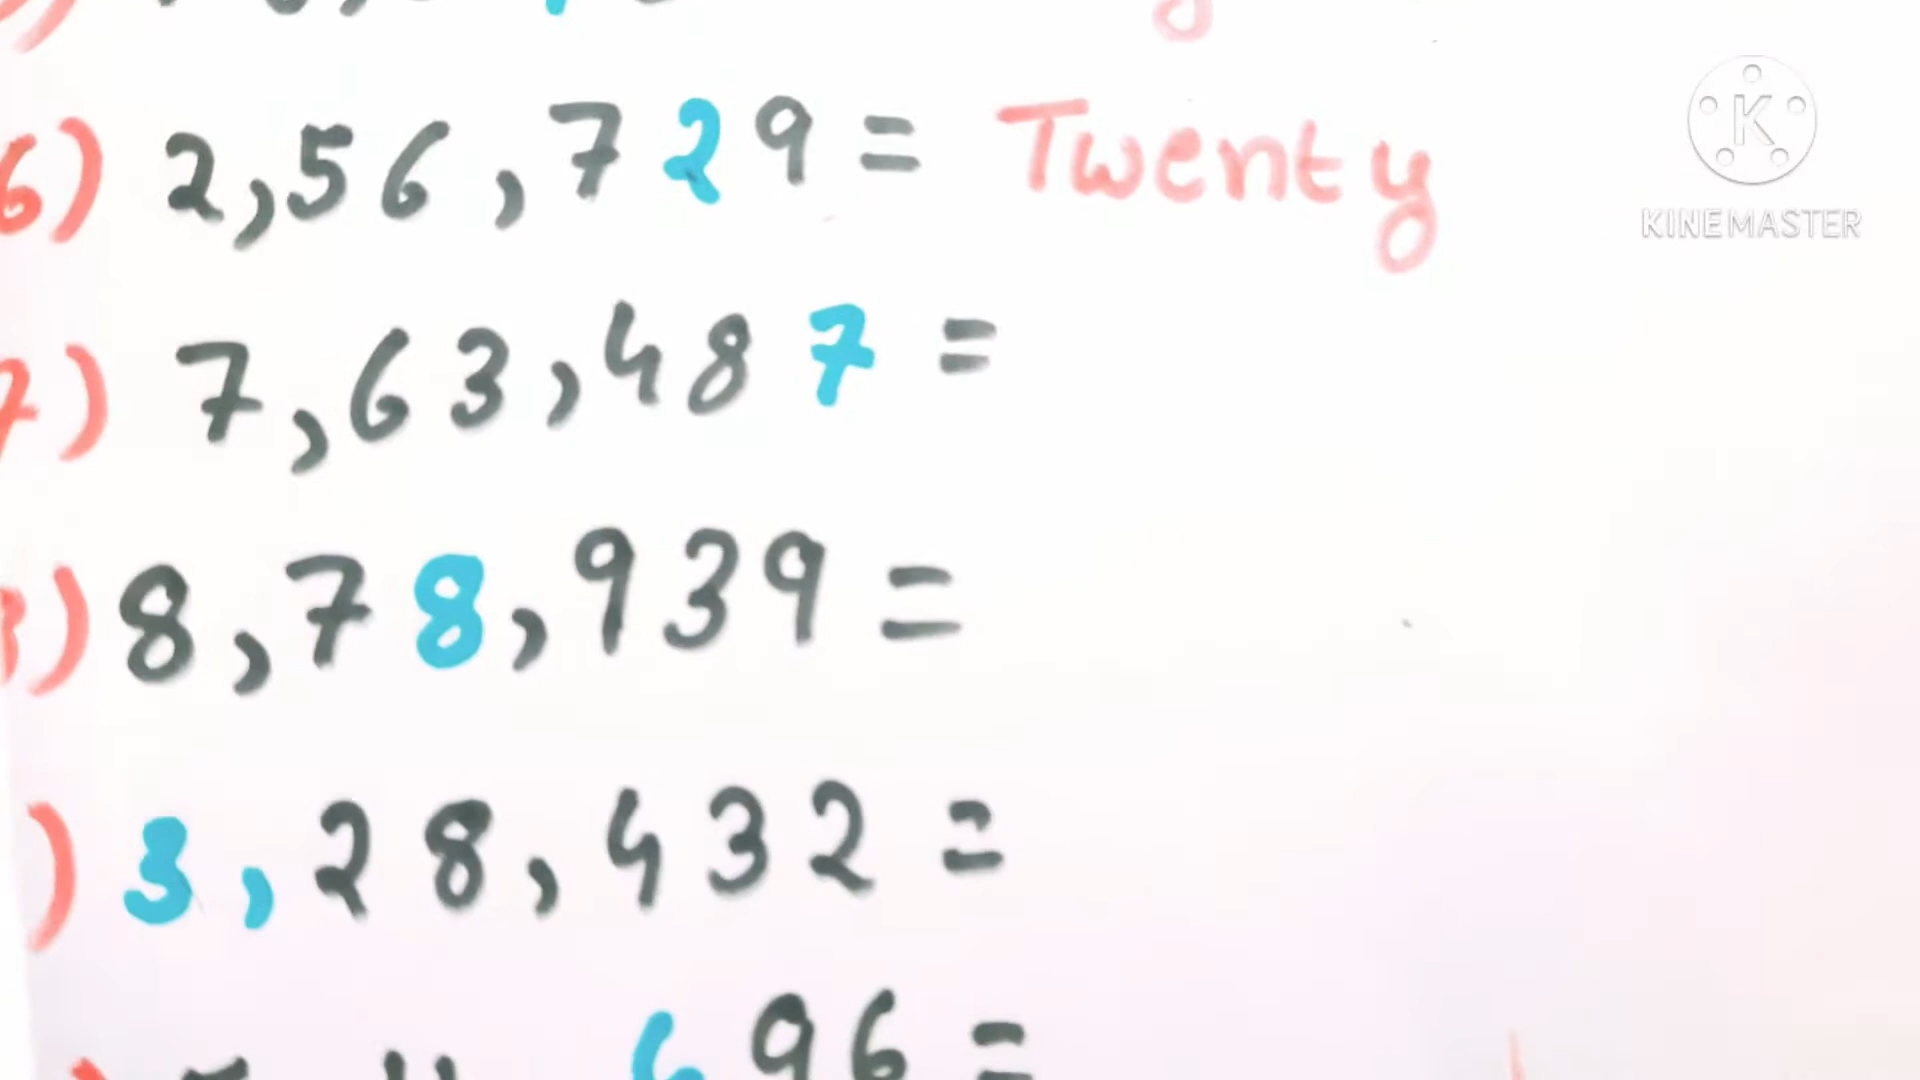 6) 2,56,729 = Twenty
KINEMASTER
7) 7,63,487 =
8) 8,78,939 =
) 3,28,432 =
696 =